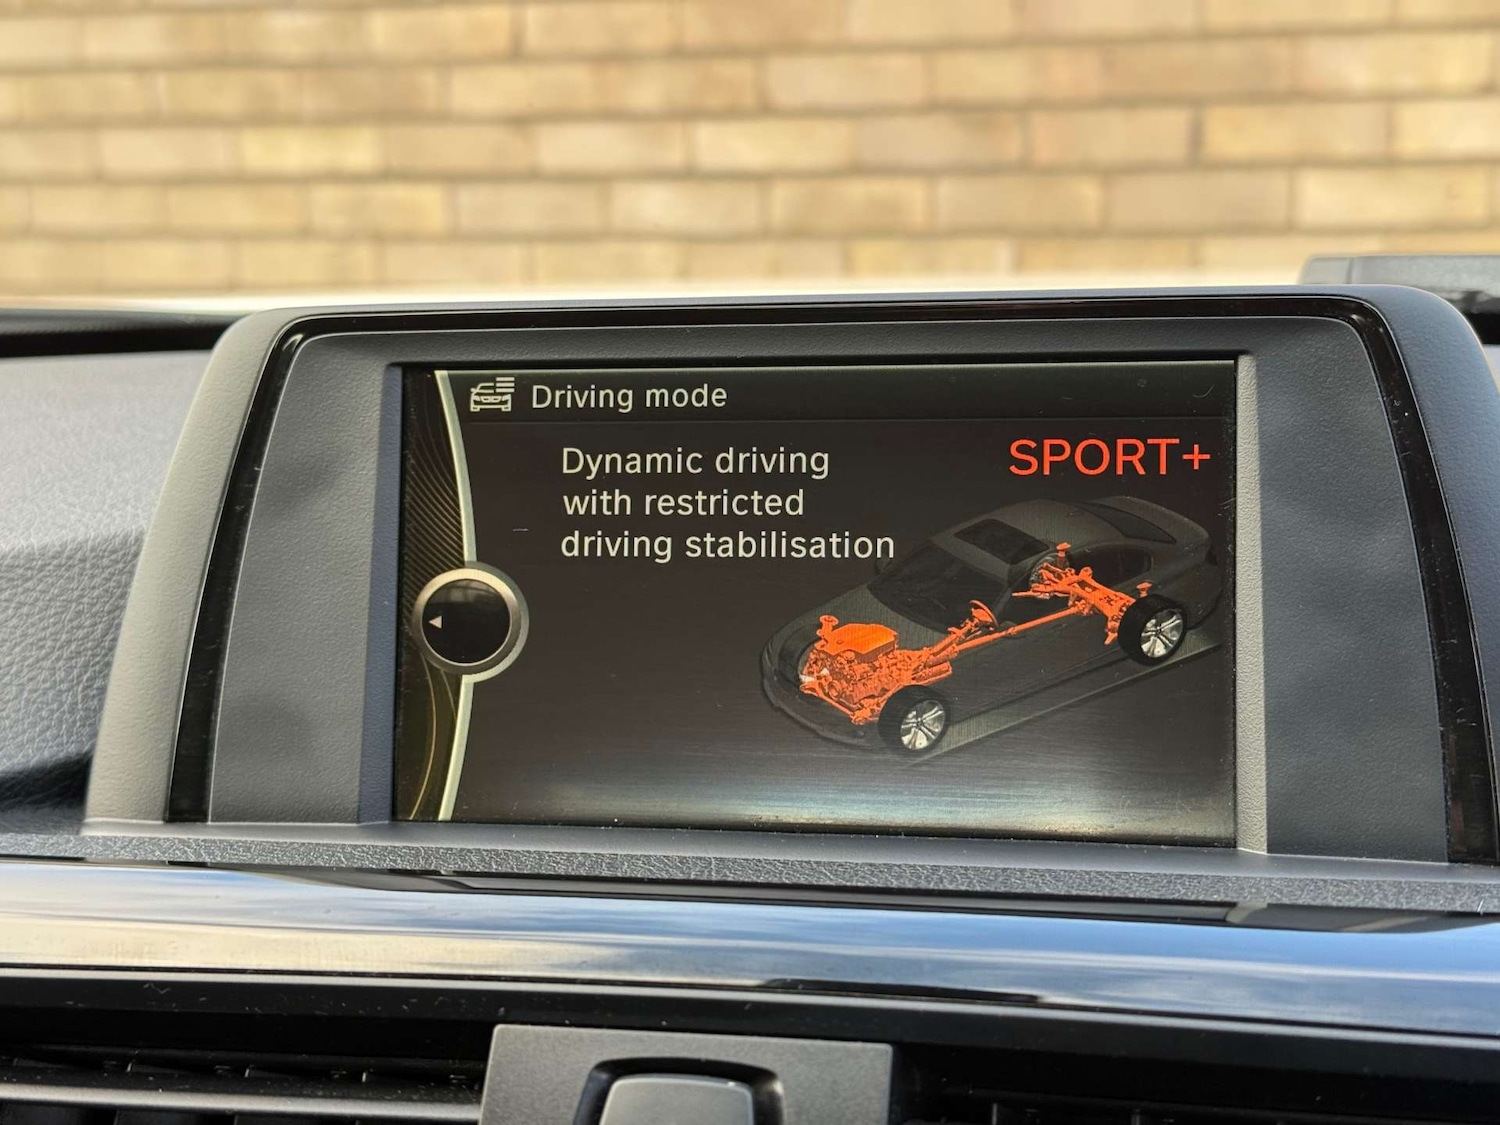 Driving mode
SPORT+
Dynamic driving
with restricted
driving stabilisation